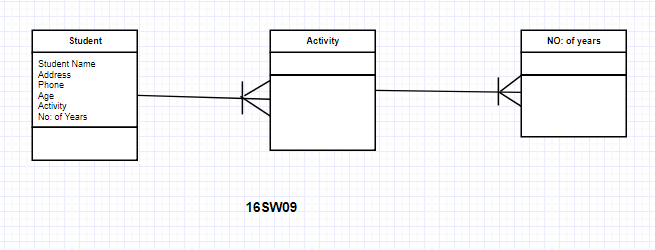 Student
Student Name
Address
Phone
Age
Activity
No: of Years
Activity
NO: of years
16SW09